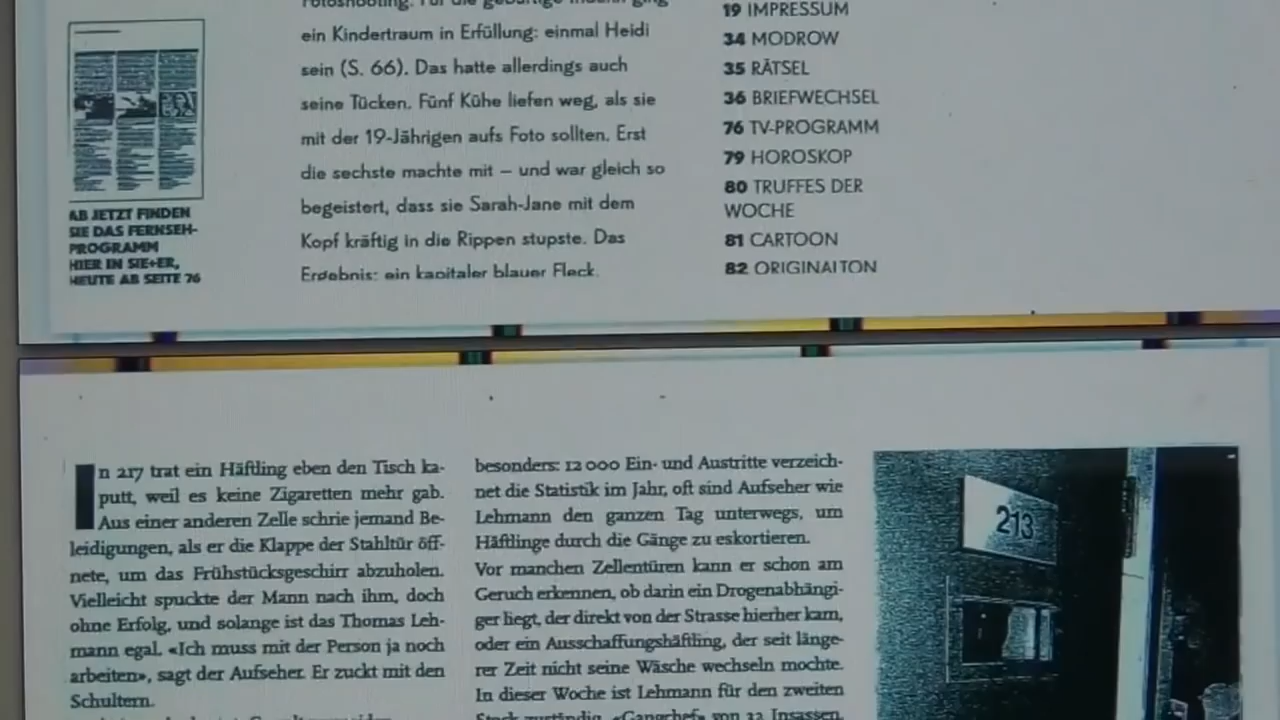 ein Kindertraum in Erfüllung: einmal Heidi
sein (S. 66). Das hatte allerdings auch
seine Tücken. Fünf Kühe liefen weg, als sie
mit der 19-Jährigen aufs Foto sollten. Erst
die sechste machte mit – und war gleich so
begeistert, dass sie Sarah-Jane mit dem
Kopf kräftig in die Rippen stupste. Das
Ergebnis: ein kapitaler blauer Fleck.
AB JETZT FINDEN
SIE DAS FERNSEH-
PROGRAMM
HIER IN SIE+ER,
HEUTE AB SEITE 76
19 IMPRESSUM
34 MODROW
35 RÄTSEL
36 BRIEFWECHSEL
76 TV-PROGRAMM
79 HOROSKOP
80 TRUFFES DER
WOCHE
81 CARTOON
82 ORIGINALTON
In 217 trat ein Häftling eben den Tisch ka-
putt, weil es keine Zigaretten mehr gab.
Aus einer anderen Zelle schrie jemand Be-
leidigungen, als er die Klappe der Stahltür öff-
nete, um das Frühstücksgeschirr abzuholen.
Vielleicht spuckte der Mann nach ihm, doch
ohne Erfolg, und solange ist das Thomas Leh-
mann egal. «Ich muss mit der Person ja noch
arbeiten», sagt der Aufseher. Er zuckt mit den
Schultern.
besonders: 12 000 Ein- und Austritte verzeich-
net die Statistik im Jahr, oft sind Aufseher wie
Lehmann den ganzen Tag unterwegs, um
Häftlinge durch die Gänge zu eskortieren.
Vor manchen Zellentüren kann er schon am
Geruch erkennen, ob darin ein Drogenabhängi-
ger liegt, der direkt von der Strasse hierher kam,
oder ein Ausschaffungshäftling, der seit länge-
rer Zeit nicht seine Wäsche wechseln mochte.
In dieser Woche ist Lehmann für den zweiten
Stock zuständig. «Gangchef» von 22 Insassen,
213